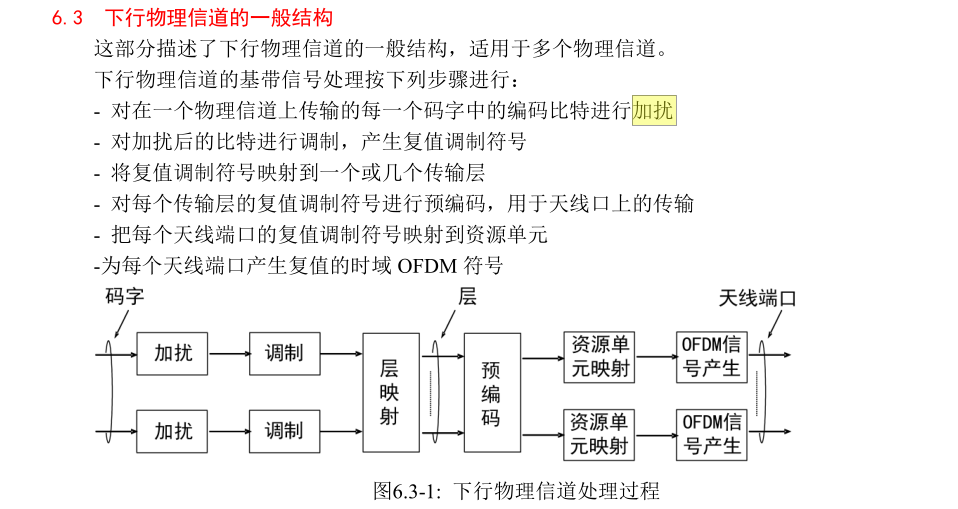 6.3 下行物理信道的一般结构
这部分描述了下行物理信道的一般结构，适用于多个物理信道。
下行物理信道的基带信号处理按下列步骤进行：
- 对在一个物理信道上传输的每一个码字中的编码比特进行加扰
- 对加扰后的比特进行调制，产生复值调制符号
- 将复值调制符号映射到一个或几个传输层
- 对每个传输层的复值调制符号进行预编码，用于天线口上的传输
- 把每个天线端口的复值调制符号映射到资源单元
-为每个天线端口产生复值的时域 OFDM 符号
码字
层
天线端口
加扰
调制
层映射
预编码
资源单
元映射
OFDM信
号产生
加扰
调制
资源单
元映射
OFDM信
号产生
图6.3-1: 下行物理信道处理过程